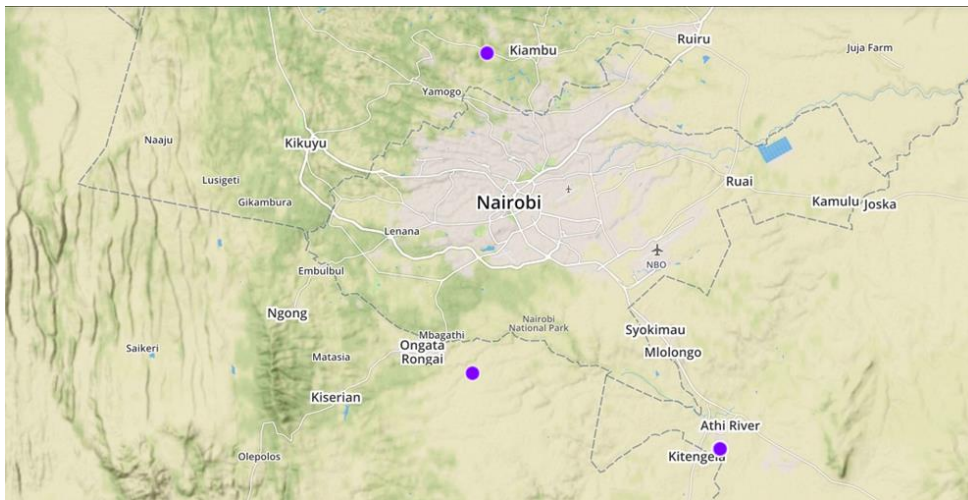 Kiambu
Ruiru
Juja Farm
Yamogo
Kikuyu
Naaju
Lusigeti
Gikambura
Nairobi
Ruai
Kamulu
Joska
Lenana
Embulbul
NBO
Ngong
Nairobi
National Park
Syokimau
Mbagathi
Ongata
Rongai
Saikeri
Matasia
Mlolongo
Kiserian
Athi River
Olepolos
Kitengela